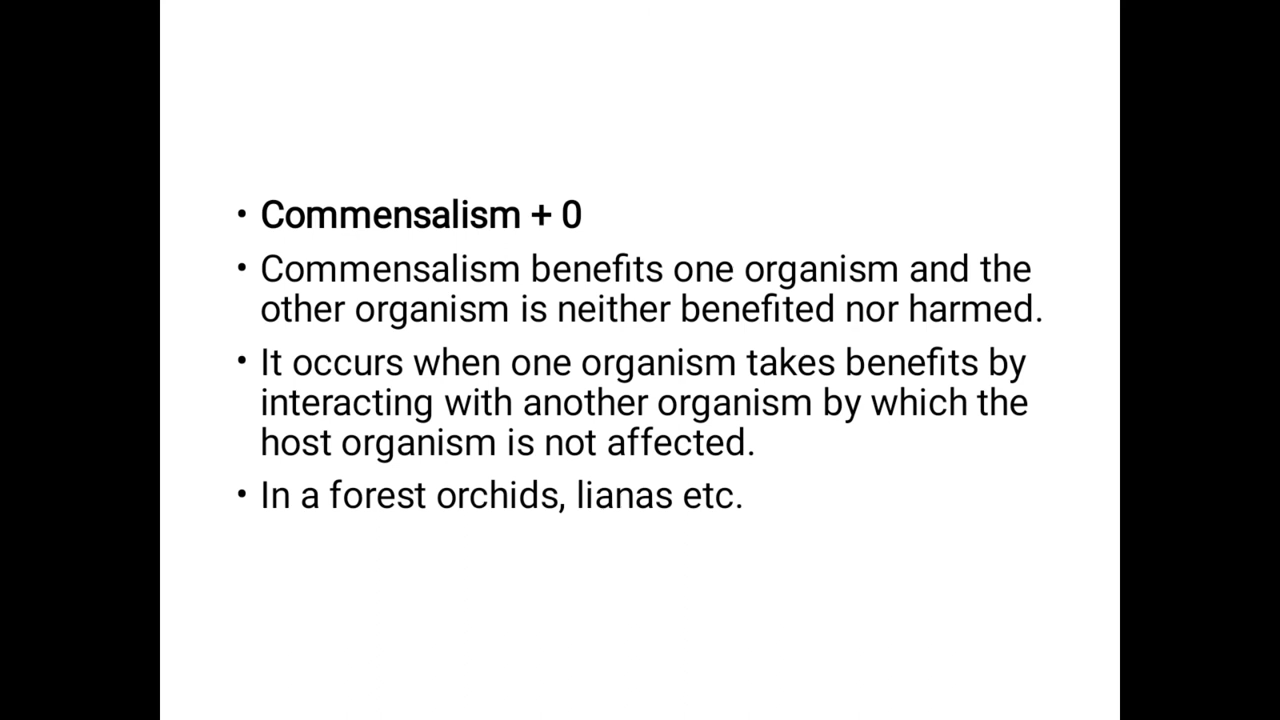 • Commensalism + 0
• Commensalism benefits one organism and the
other organism is neither benefited nor harmed.
• It occurs when one organism takes benefits by
interacting with another organism by which the
host organism is not affected.
• In a forest orchids, lianas etc.